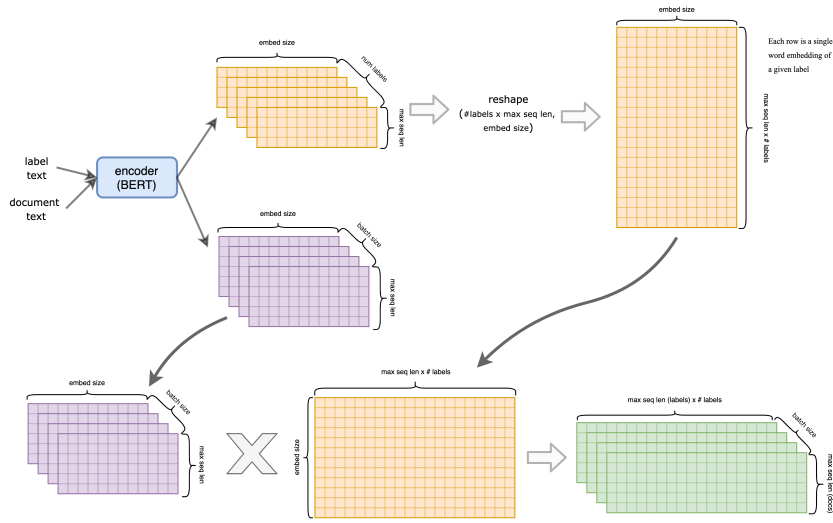 embed size
num labels
max seq len
reshape
(#labels x max seq len,
embed size)
embed size
max seq len x # labels
Each row is a single
word embedding of
a given label
label
text
document
text
encoder
(BERT)
embed size
batch size
max seq len
embed size
batch size
max seq len
max seq len x # labels
embed size
max seq len (labels) x # labels
batch size
max seq len (docs)